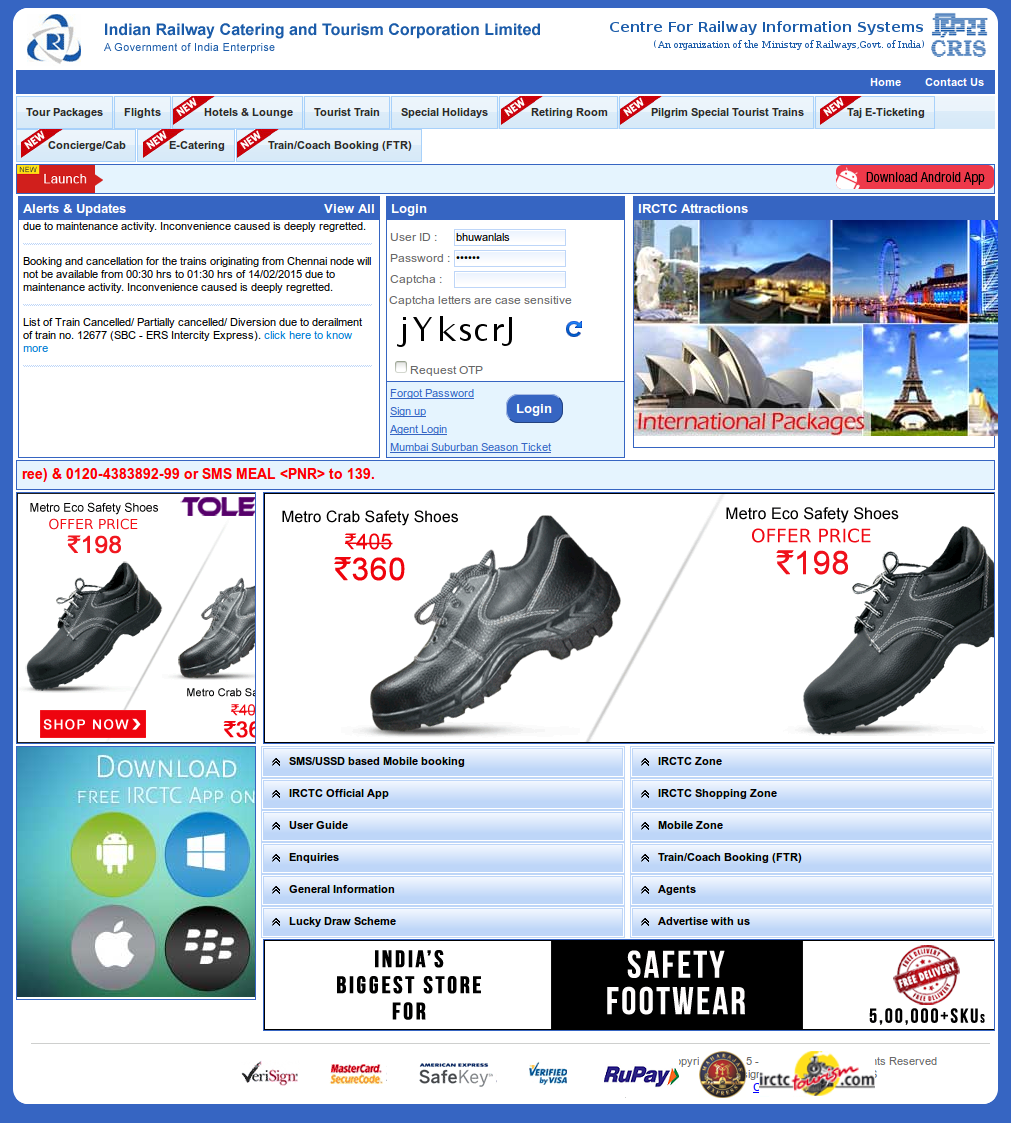 Indian Railway Catering and Tourism Corporation Limited
A Government of India Enterprise
Centre For Railway Information Systems
(An organization of the Ministry of Railways,Govt. of India)
CRIS
Home Contact Us
Tour Packages Flights NEW Hotels & Lounge Tourist Train Special Holidays NEW Retiring Room NEW Pilgrim Special Tourist Trains NEW Taj E-Ticketing
NEW Concierge/Cab NEW E-Catering NEW Train/Coach Booking (FTR)
NEW Launch
Download Android App
Alerts & Updates View All
due to maintenance activity. Inconvenience caused is deeply regretted.
Booking and cancellation for the trains originating from Chennai node will
not be available from 00:30 hrs to 01:30 hrs of 14/02/2015 due to
maintenance activity. Inconvenience caused is deeply regretted.
List of Train Cancelled/ Partially cancelled/ Diversion due to derailment
of train no. 12677 (SBC - ERS Intercity Express). click here to know
more
Login
User ID : bhuwanlals
Password : ••••••
Captcha :
Captcha letters are case sensitive
jYkscrJ
Request OTP
Forgot Password
Sign up
Agent Login
Mumbai Suburban Season Ticket
Login
IRCTC Attractions
International Packages
ree) & 0120-4383892-99 or SMS MEAL <PNR> to 139.
Metro Eco Safety Shoes
OFFER PRICE
₹198
TOLE
Metro Crab Sa
₹40
₹36
SHOP NOW
Metro Crab Safety Shoes
₹405
₹360
Metro Eco Safety Shoes
OFFER PRICE
₹198
Download
free IRCTC App on
SMS/USSD based Mobile booking
IRCTC Official App
User Guide
Enquiries
General Information
Lucky Draw Scheme
IRCTC Zone
IRCTC Shopping Zone
Mobile Zone
Train/Coach Booking (FTR)
Agents
Advertise with us
INDIA'S
BIGGEST STORE
FOR
SAFETY
FOOTWEAR
FREE DELIVERY
FREE DELIVERY
FREE DELIVERY
5,00,000+SKUs
VeriSign
MasterCard.
SecureCode.
AMERICAN EXPRESS
SafeKey
VERIFIED
by VISA
RuPay
MAHARAJAS
EXPRESS
irctc tourism .com
opyri 5 - hts Reserved